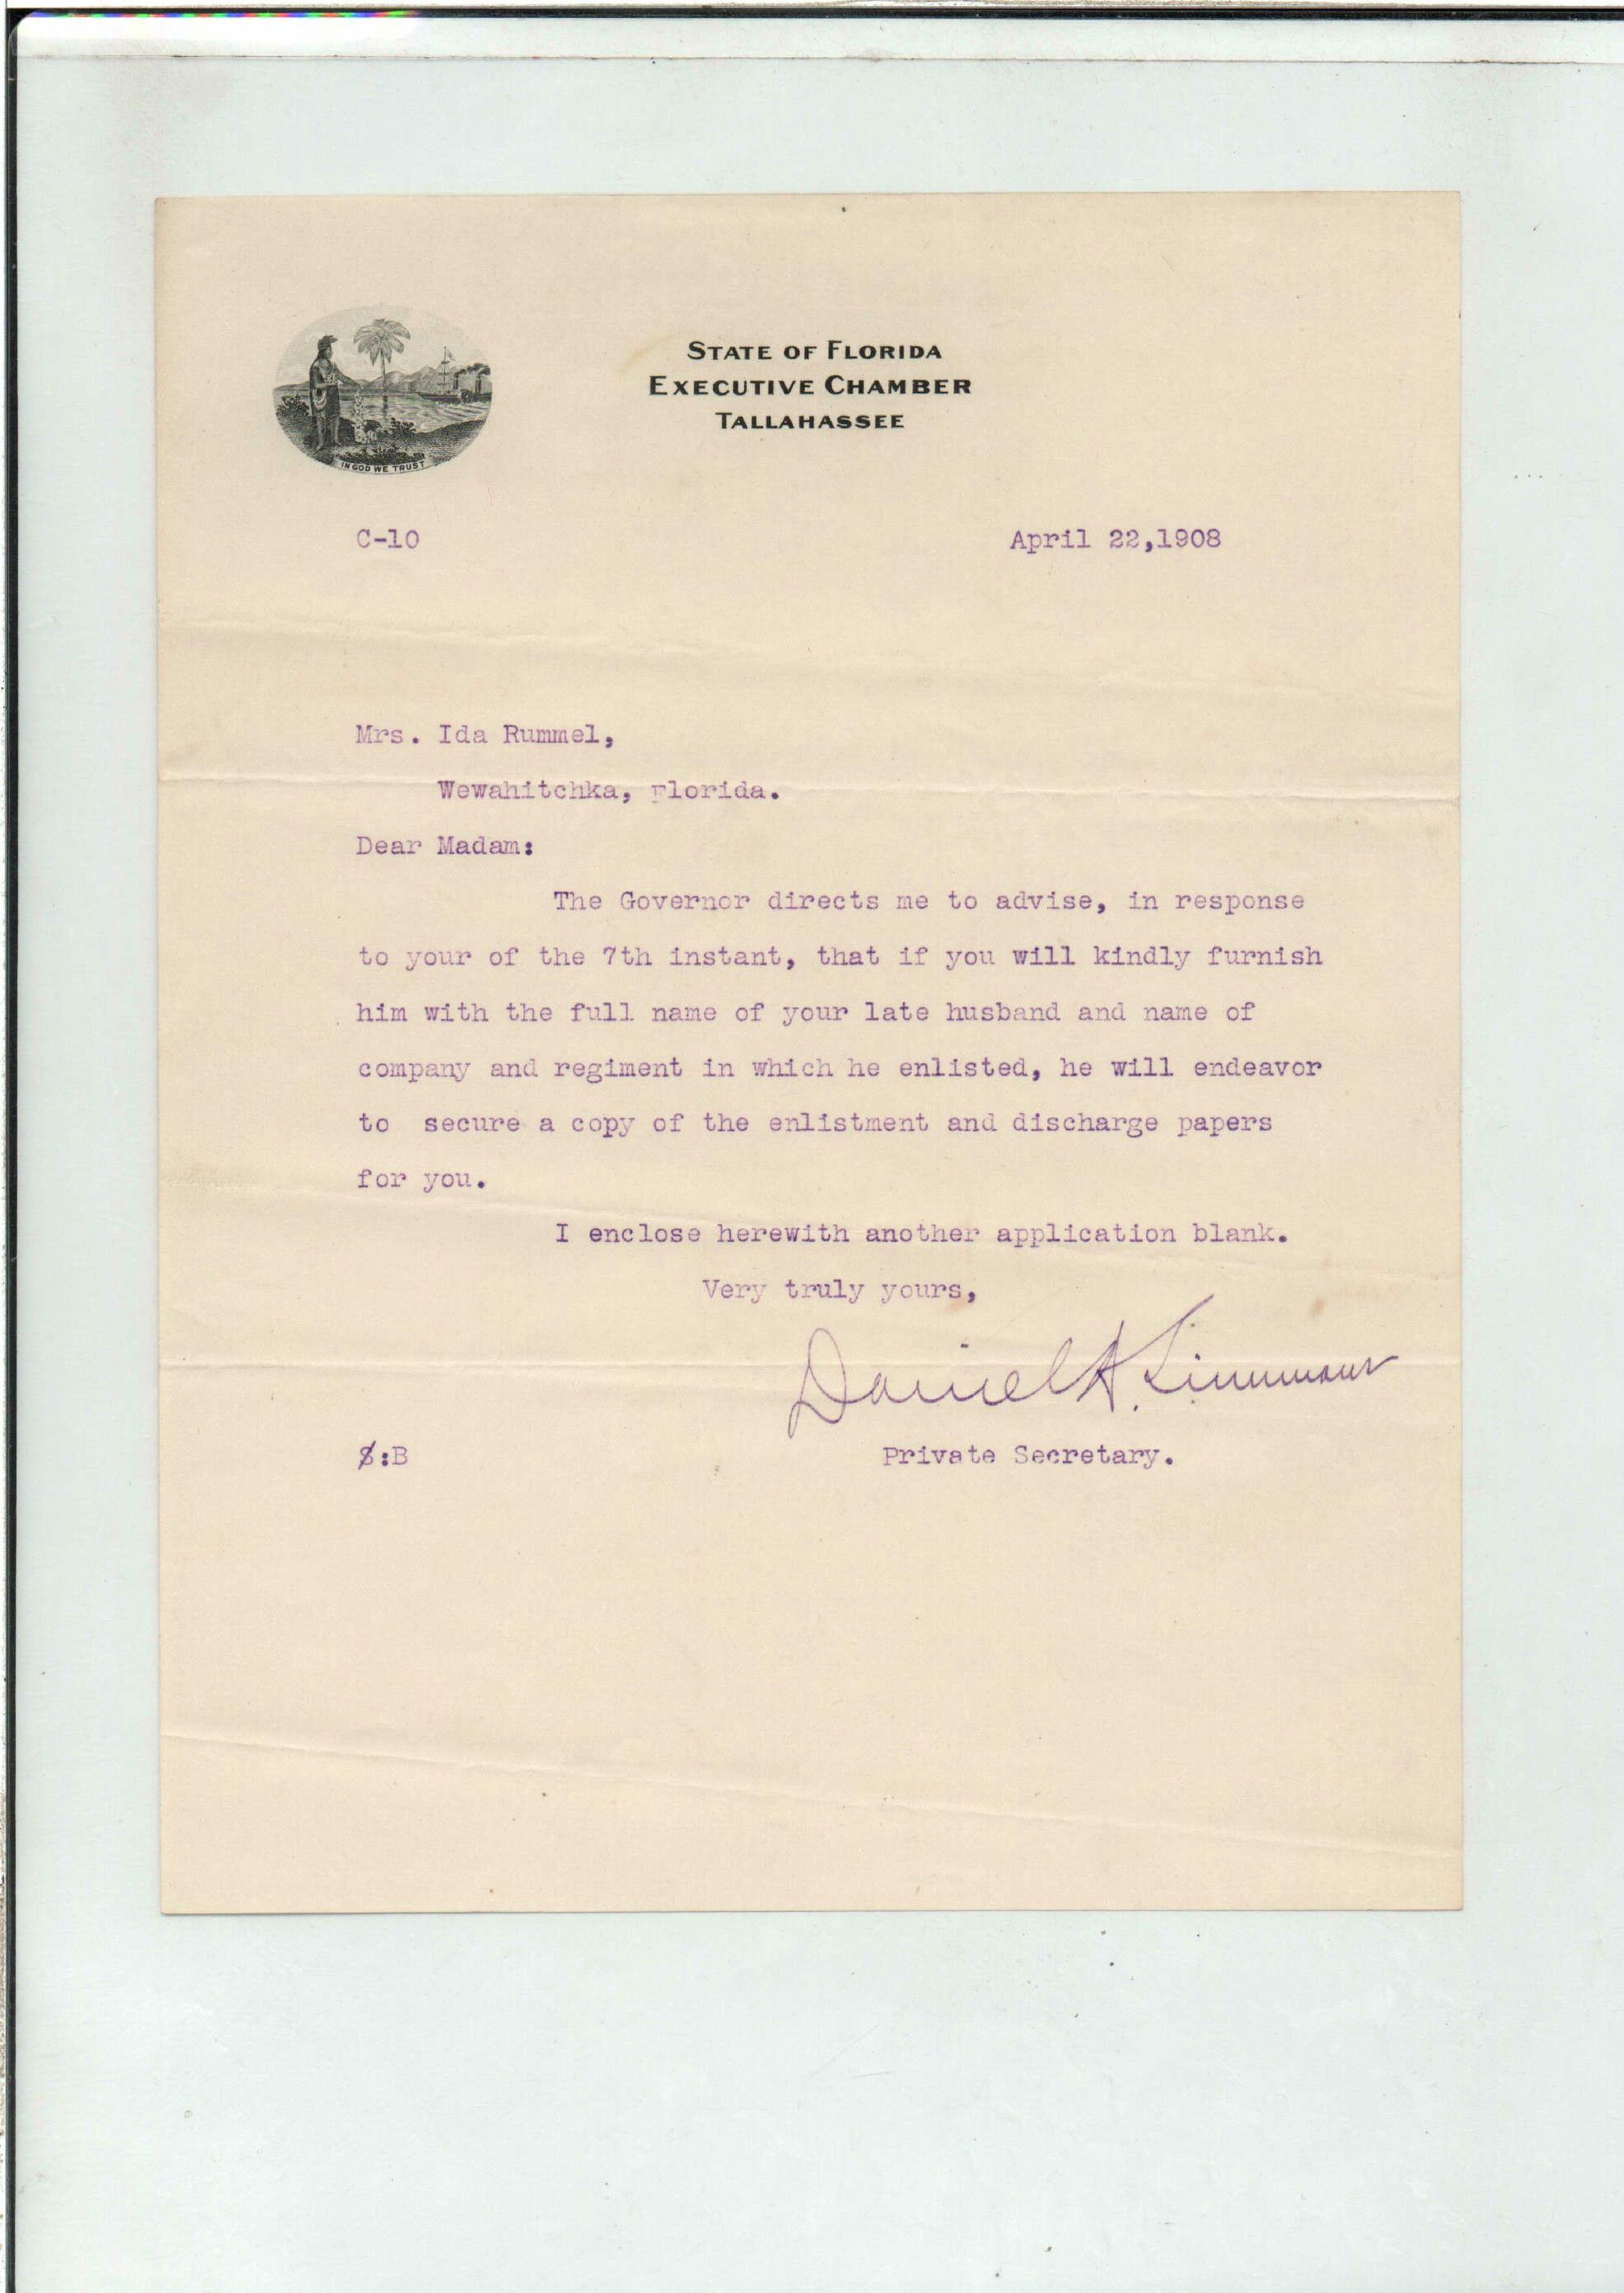 IN GOD WE TRUST
STATE OF FLORIDA
EXECUTIVE CHAMBER
TALLAHASSEE
C-10 April 22,1908
Mrs. Ida Rummel,
Wewahitchka, Florida.
Dear Madam:
The Governor directs me to advise, in response
to your of the 7th instant, that if you will kindly furnish
him with the full name of your late husband and name of
company and regiment in which he enlisted, he will endeavor
to secure a copy of the enlistment and discharge papers
for you.
I enclose herewith another application blank.
Very truly yours,
Daniel A. Simmons
S:B Private Secretary.